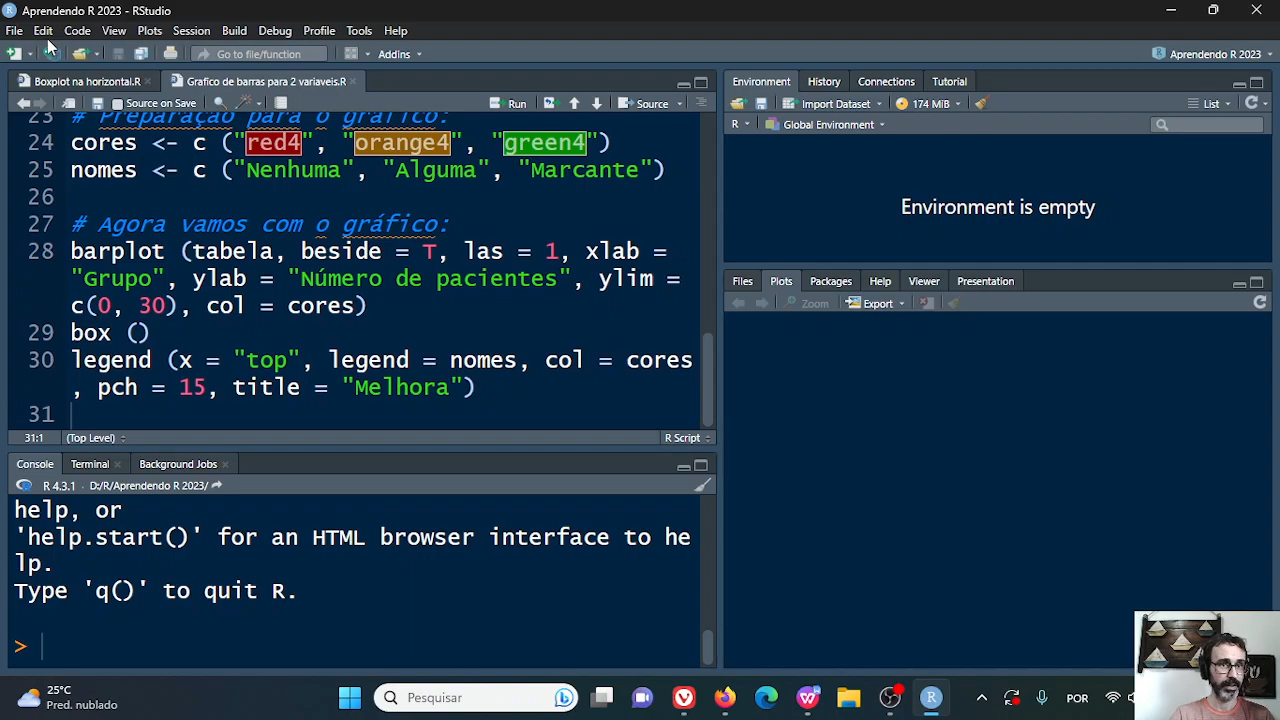 Aprendendo R 2023 - RStudio
File Edit Code View Plots Session Build Debug Profile Tools Help
Go to file/function Addins Aprendendo R 2023
Boxplot na horizontal.R Grafico de barras para 2 variaveis.R
Source on Save Run Source
23 # Preparação para o gráfico:
24 cores <- c ("red4", "orange4", "green4")
25 nomes <- c ("Nenhuma", "Alguma", "Marcante")
26
27 # Agora vamos com o gráfico:
28 barplot (tabela, beside = T, las = 1, xlab =
"Grupo", ylab = "Número de pacientes", ylim =
c(0, 30), col = cores)
29 box ()
30 legend (x = "top", legend = nomes, col = cores
, pch = 15, title = "Melhora")
31
31:1 (Top Level) R Script
Console Terminal Background Jobs
R 4.3.1 · D:/R/Aprendendo R 2023/
help, or
'help.start()' for an HTML browser interface to he
lp.
Type 'q()' to quit R.
>
Environment History Connections Tutorial
Import Dataset 174 MiB List
R Global Environment
Environment is empty
Files Plots Packages Help Viewer Presentation
Zoom Export
25°C
Pred. nublado
Pesquisar
POR